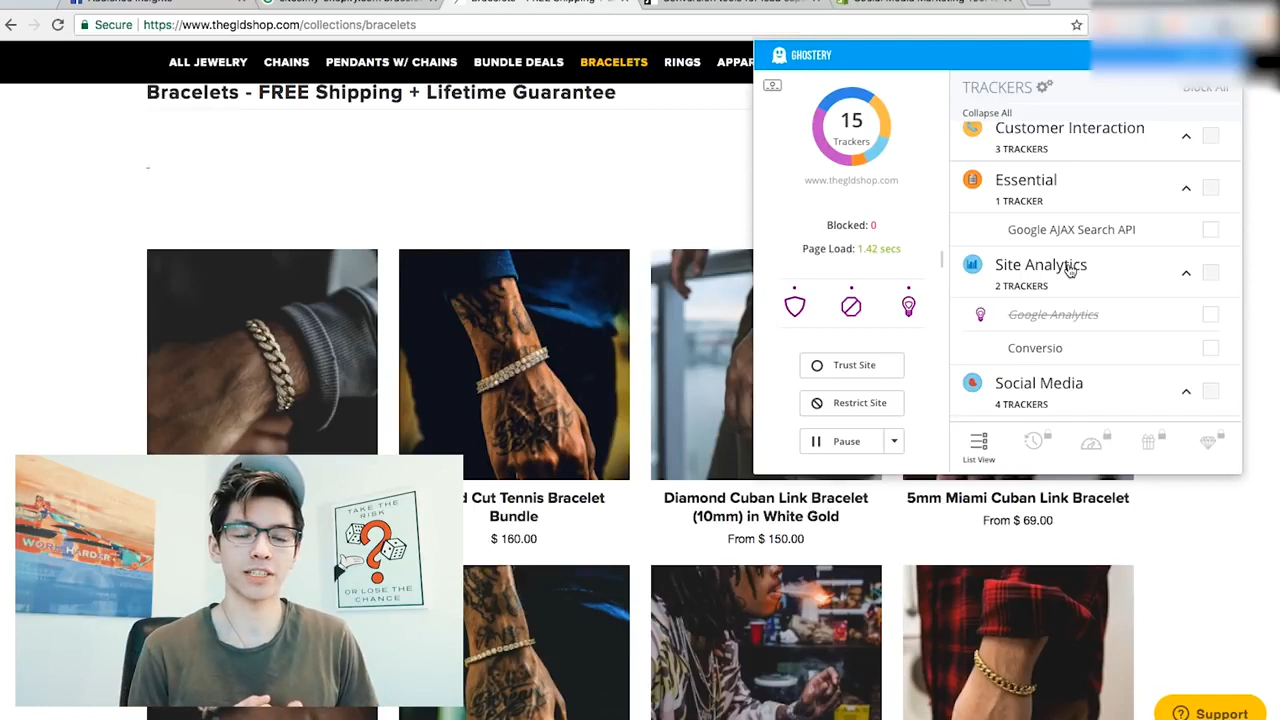 Secure
https://www.thegldshop.com/collections/bracelets
ALL JEWELRY CHAINS PENDANTS W/ CHAINS BUNDLE DEALS BRACELETS RINGS APPAR
Bracelets - FREE Shipping + Lifetime Guarantee
GHOSTERY
15
Trackers
www.thegldshop.com
Blocked: 0
Page Load: 1.42 secs
Trust Site
Restrict Site
Pause
TRACKERS
Block All
Collapse All
Customer Interaction
3 TRACKERS
Essential
1 TRACKER
Google AJAX Search API
Site Analytics
2 TRACKERS
Google Analytics
Conversio
Social Media
4 TRACKERS
List View
d Cut Tennis Bracelet
Bundle
$ 160.00
Diamond Cuban Link Bracelet
(10mm) in White Gold
From $ 150.00
5mm Miami Cuban Link Bracelet
From $ 69.00
WORK HARDER
TAKE THE
RISK
?
OR LOSE THE
CHANCE
Support